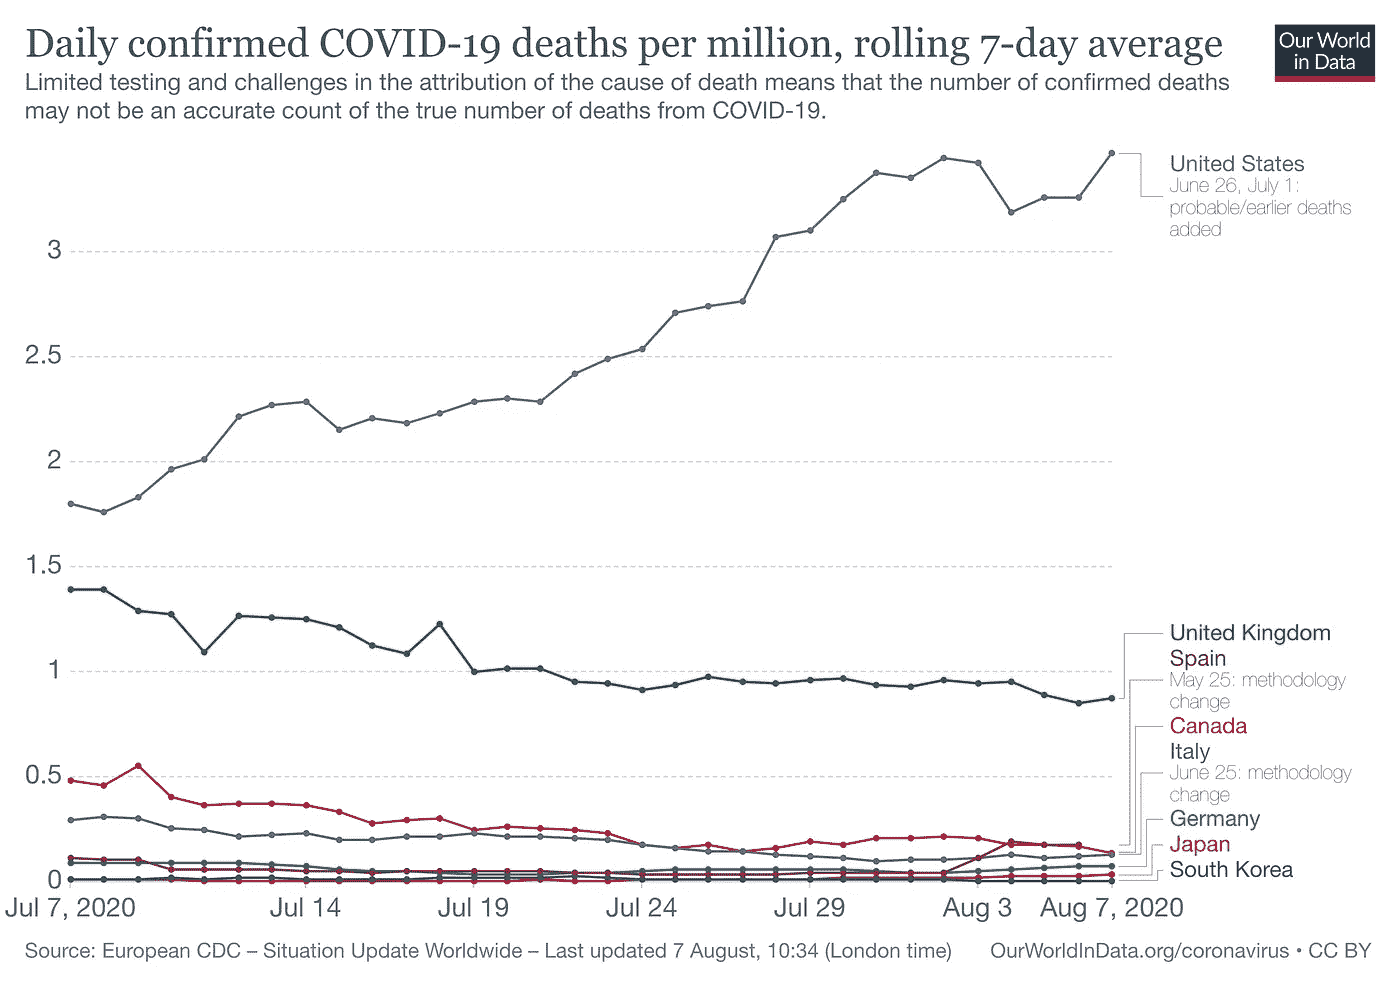 Daily confirmed COVID-19 deaths per million, rolling 7-day average
Our World
in Data
Limited testing and challenges in the attribution of the cause of death means that the number of confirmed deaths
may not be an accurate count of the true number of deaths from COVID-19.
United States
June 26, July 1:
probable/earlier deaths
added
3
2.5
2
1.5
1
0.5
0
United Kingdom
Spain
May 25: methodology
change
Canada
Italy
June 25: methodology
change
Germany
Japan
South Korea
Jul 7, 2020 Jul 14 Jul 19 Jul 24 Jul 29 Aug 3 Aug 7, 2020
Source: European CDC – Situation Update Worldwide – Last updated 7 August, 10:34 (London time) OurWorldInData.org/coronavirus • CC BY